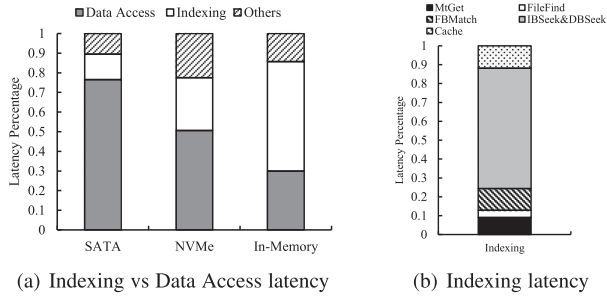 Data Access Indexing Others
Latency Percentage
1
0.9
0.8
0.7
0.6
0.5
0.4
0.3
0.2
0.1
0
SATA NVMe In-Memory
(a) Indexing vs Data Access latency
MtGet FileFind
FBMatch IBSeek&DBSeek
Cache
Latency Percentage
1
0.9
0.8
0.7
0.6
0.5
0.4
0.3
0.2
0.1
0
Indexing
(b) Indexing latency